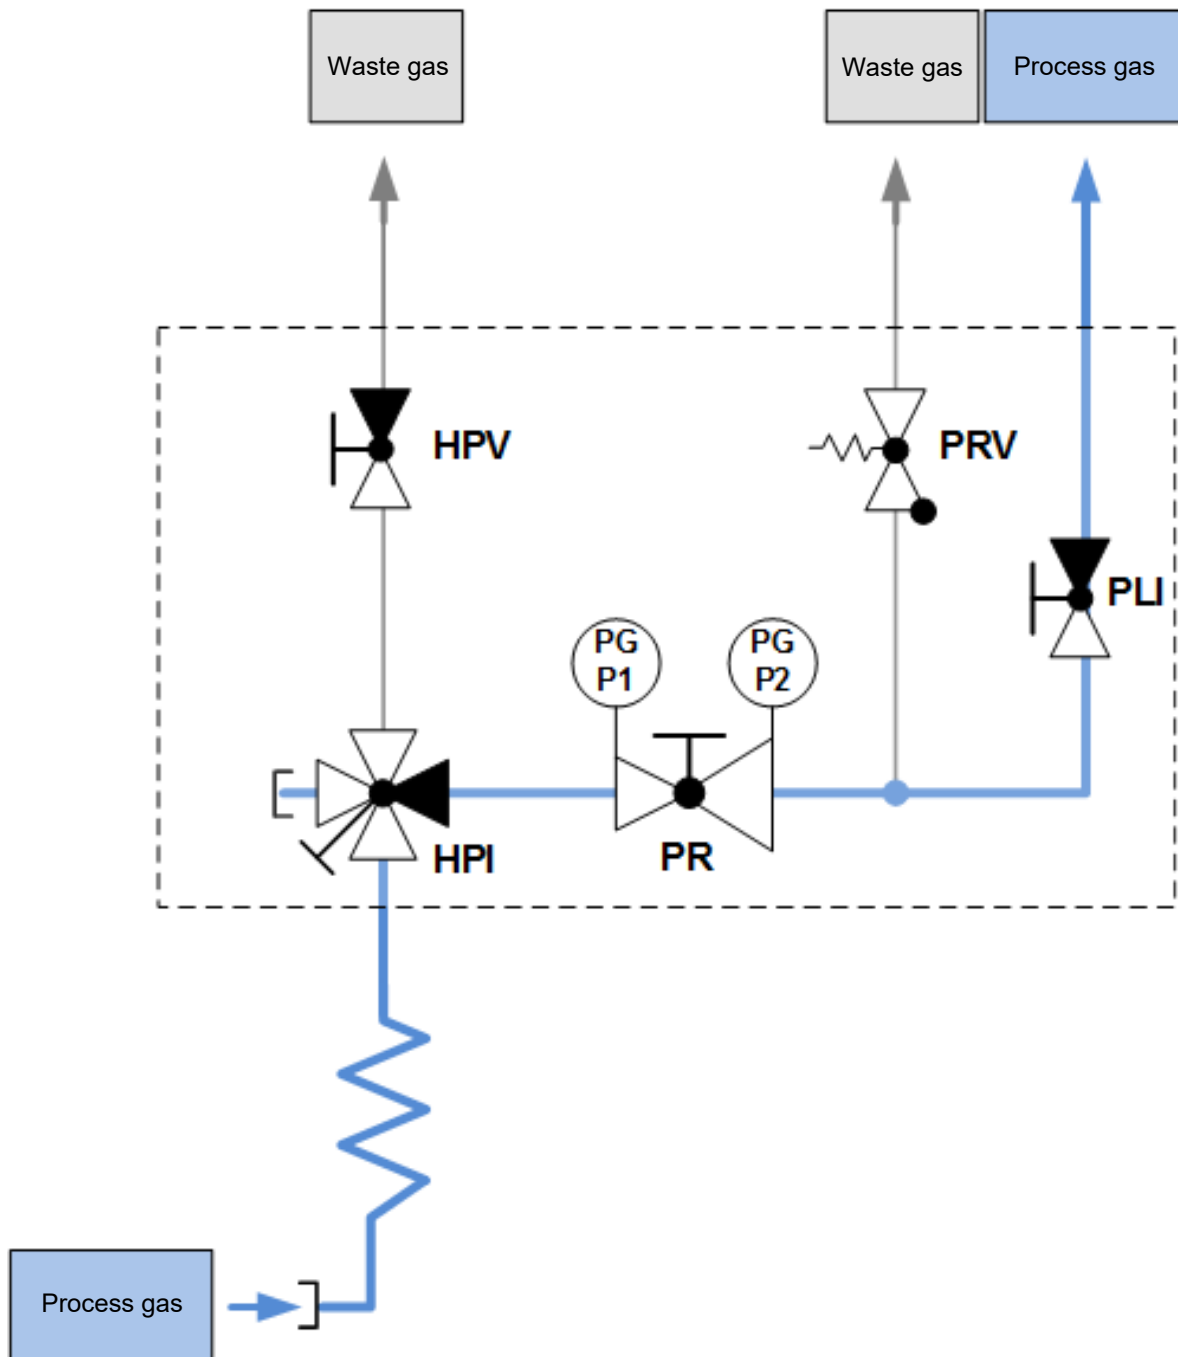 Waste gas
Waste gas
Process gas
HPV
PRV
PLI
PG
P1
PG
P2
HPI
PR
Process gas